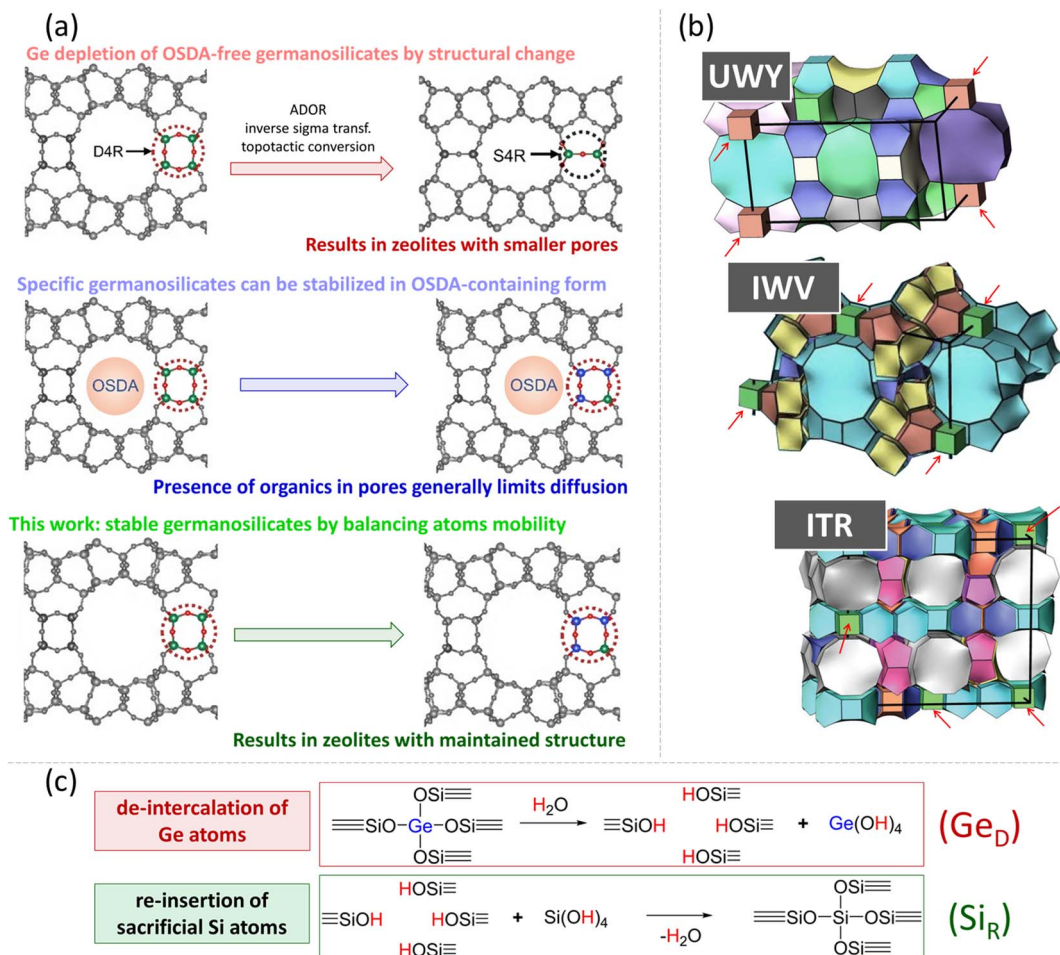 (a)
Ge depletion of OSDA-free germanosilicates by structural change
D4R
ADOR
inverse sigma transf.
topotactic conversion
S4R
Results in zeolites with smaller pores
Specific germanosilicates can be stabilized in OSDA-containing form
OSDA
OSDA
Presence of organics in pores generally limits diffusion
This work: stable germanosilicates by balancing atoms mobility
Results in zeolites with maintained structure
(b)
UWY
IWV
ITR
(c)
de-intercalation of
Ge atoms
OSi≡
≡SiO Ge OSi≡
OSi≡
H₂O
HOSi≡
≡SiOH HOSi≡ + Ge(OH)₄
HOSi≡
(Ge_D)
re-insertion of
sacrificial Si atoms
HOSi≡
≡SiOH HOSi≡ + Si(OH)₄
HOSi≡
-H₂O
OSi≡
≡SiO Si OSi≡
OSi≡
(Si_R)